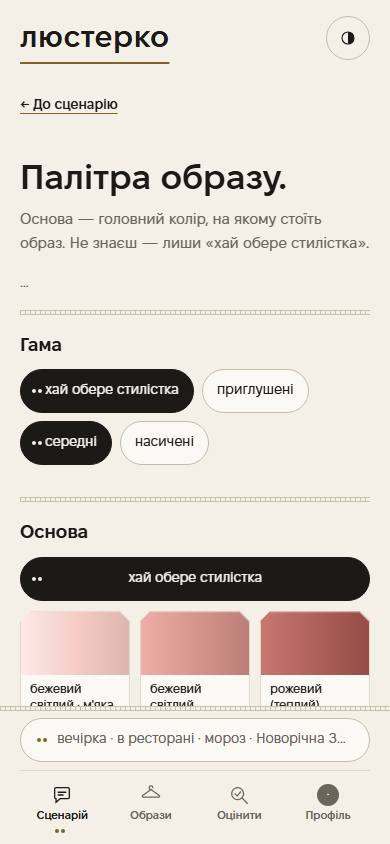 люстерко
← До сценарію
Палітра образу.
Основа — головний колір, на якому стоїть
образ. Не знаєш — лиши «хай обере стилістка».
...
Гама
хай обере стилістка
приглушені
середні
насичені
Основа
хай обере стилістка
бежевий
світлий · м'яка
бежевий
світлий
рожевий
(теплий)
вечірка · в ресторані · мороз · Новорічна З...
Сценарій
Образи
Оцінити
Профіль